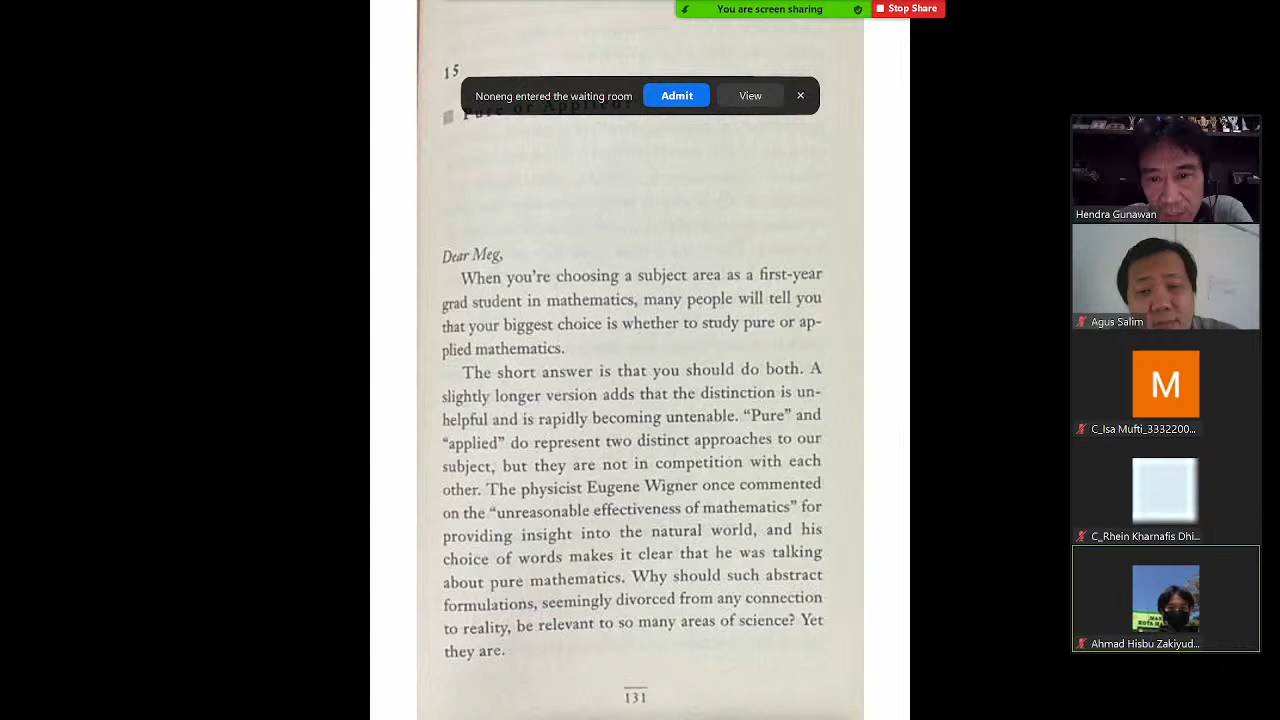 You are screen sharing
Stop Share
15
Noneng entered the waiting room
Admit
View
Pure or Applied?
Dear Meg,
When you're choosing a subject area as a first-year
grad student in mathematics, many people will tell you
that your biggest choice is whether to study pure or ap-
plied mathematics.
The short answer is that you should do both. A
slightly longer version adds that the distinction is un-
helpful and is rapidly becoming untenable. “Pure” and
“applied” do represent two distinct approaches to our
subject, but they are not in competition with each
other. The physicist Eugene Wigner once commented
on the “unreasonable effectiveness of mathematics” for
providing insight into the natural world, and his
choice of words makes it clear that he was talking
about pure mathematics. Why should such abstract
formulations, seemingly divorced from any connection
to reality, be relevant to so many areas of science? Yet
they are.
131
Hendra Gunawan
Agus Salim
M
C_Isa Mufti_3332200...
C_Rhein Kharnafis Dhi...
Ahmad Hisbu Zakiyud...